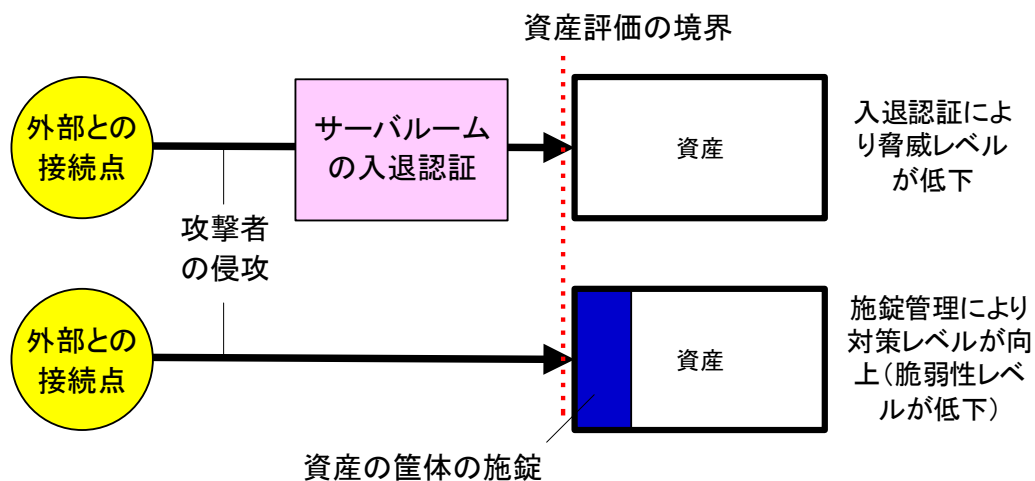 資産評価の境界
外部との
接続点
サーバルーム
の入退認証
資産
入退認証によ
り脅威レベル
が低下
攻撃者
の侵攻
外部との
接続点
資産
施錠管理により
対策レベルが向
上（脆弱性レベ
ルが低下）
資産の筐体の施錠